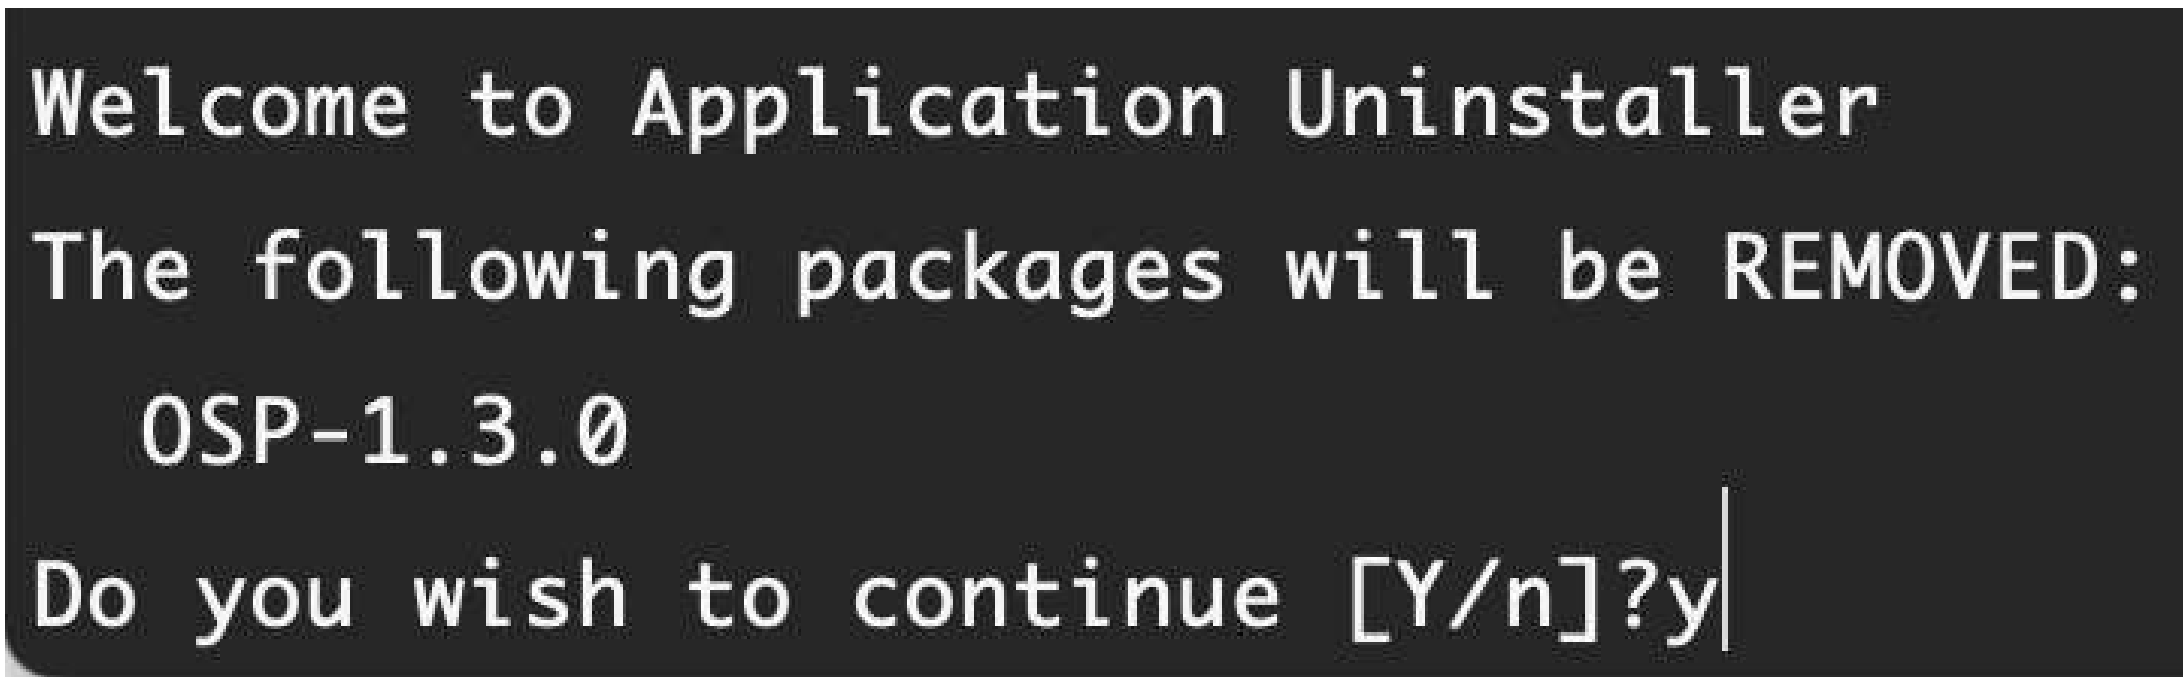 Welcome to Application Uninstaller
The following packages will be REMOVED:
OSP-1.3.0
Do you wish to continue [Y/n]?y